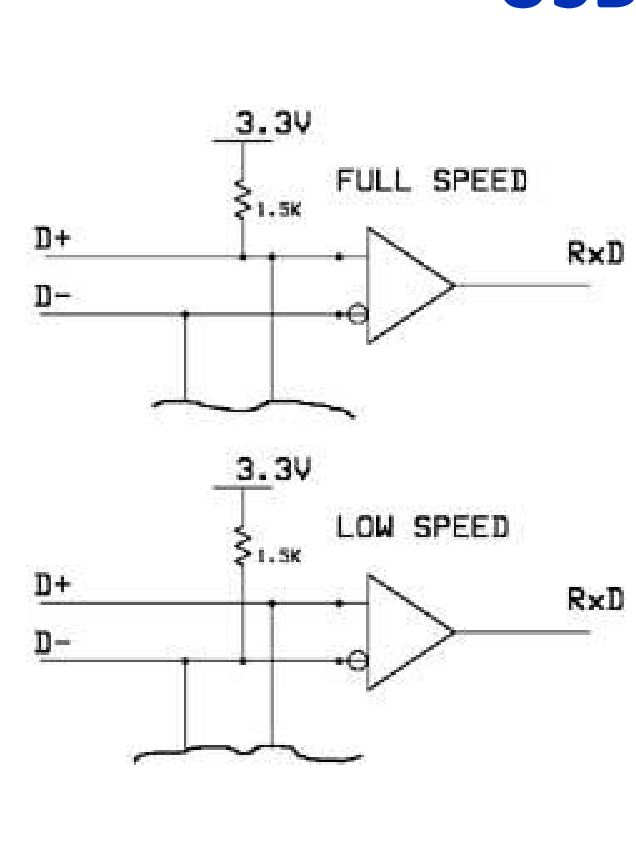 3.3V
FULL SPEED
1.5K
D+
RxD
D-
3.3V
LOW SPEED
1.5K
D+
RxD
D-